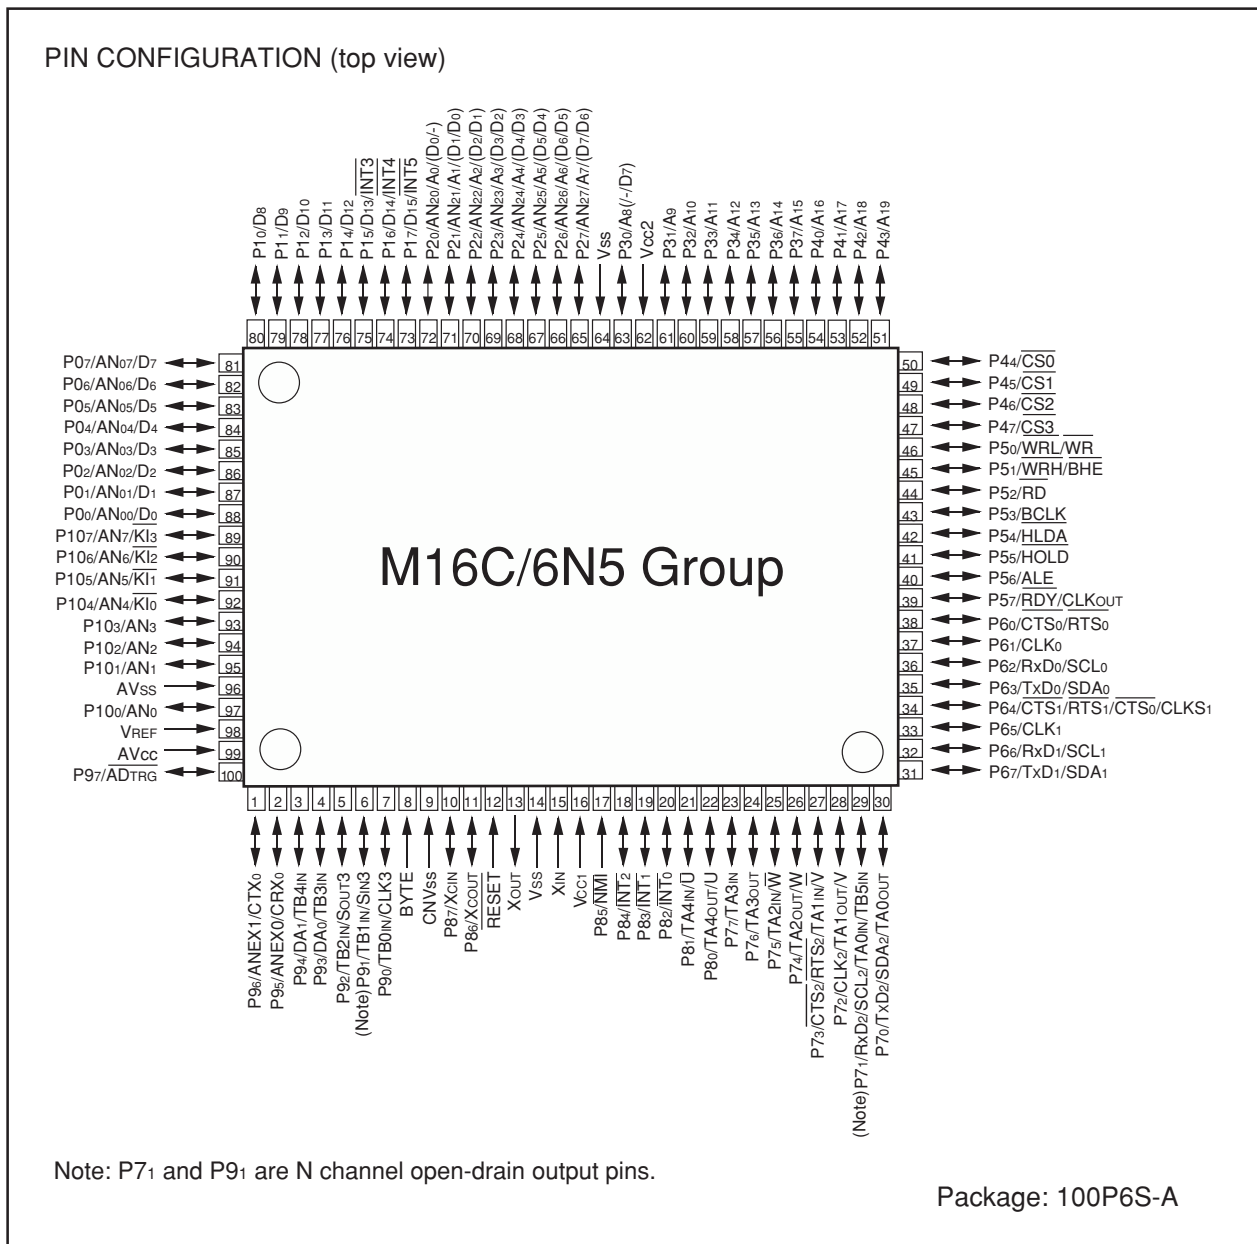 PIN CONFIGURATION (top view)
P10/D8
P11/D9
P12/D10
P13/D11
P14/D12
P15/D13/INT3
P16/D14/INT4
P17/D15/INT5
P20/AN20/A0/(D0/-)
P21/AN21/A1/(D1/D0)
P22/AN22/A2/(D2/D1)
P23/AN23/A3/(D3/D2)
P24/AN24/A4/(D4/D3)
P25/AN25/A5/(D5/D4)
P26/AN26/A6/(D6/D5)
P27/AN27/A7/(D7/D6)
Vss
P30/A8(/-/D7)
Vcc2
P31/A9
P32/A10
P33/A11
P34/A12
P35/A13
P36/A14
P37/A15
P40/A16
P41/A17
P42/A18
P43/A19
80 79 78 77 76 75 74 73 72 71 70 69 68 67 66 65 64 63 62 61 60 59 58 57 56 55 54 53 52 51
P07/AN07/D7 81
P06/AN06/D6 82
P05/AN05/D5 83
P04/AN04/D4 84
P03/AN03/D3 85
P02/AN02/D2 86
P01/AN01/D1 87
P00/AN00/D0 88
P107/AN7/KI3 89
P106/AN6/KI2 90
P105/AN5/KI1 91
P104/AN4/KI0 92
P103/AN3 93
P102/AN2 94
P101/AN1 95
AVSS 96
P100/AN0 97
VREF 98
AVCC 99
P97/ADTRG 100
M16C/6N5 Group
50 P44/CS0
49 P45/CS1
48 P46/CS2
47 P47/CS3
46 P50/WRL/WR
45 P51/WRH/BHE
44 P52/RD
43 P53/BCLK
42 P54/HLDA
41 P55/HOLD
40 P56/ALE
39 P57/RDY/CLKOUT
38 P60/CTS0/RTS0
37 P61/CLK0
36 P62/RxD0/SCL0
35 P63/TxD0/SDA0
34 P64/CTS1/RTS1/CTS0/CLKS1
33 P65/CLK1
32 P66/RxD1/SCL1
31 P67/TxD1/SDA1
1 2 3 4 5 6 7 8 9 10 11 12 13 14 15 16 17 18 19 20 21 22 23 24 25 26 27 28 29 30
P96/ANEX1/CTX0
P95/ANEX0/CRX0
P94/DA1/TB4IN
P93/DA0/TB3IN
P92/TB2IN/SOUT3
(Note) P91/TB1IN/SIN3
P90/TB0IN/CLK3
BYTE
CNVss
P87/XCIN
P86/XCOUT
RESET
XOUT
VSS
XIN
VCC1
P85/NMI
P84/INT2
P83/INT1
P82/INT0
P81/TA4IN/U
P80/TA4OUT/U
P77/TA3IN
P76/TA3OUT
P75/TA2IN/W
P74/TA2OUT/W
P73/CTS2/RTS2/TA1IN/V
P72/CLK2/TA1OUT/V
(Note) P71/RxD2/SCL2/TA0IN/TB5IN
P70/TxD2/SDA2/TA0OUT
Note: P71 and P91 are N channel open-drain output pins.
Package: 100P6S-A